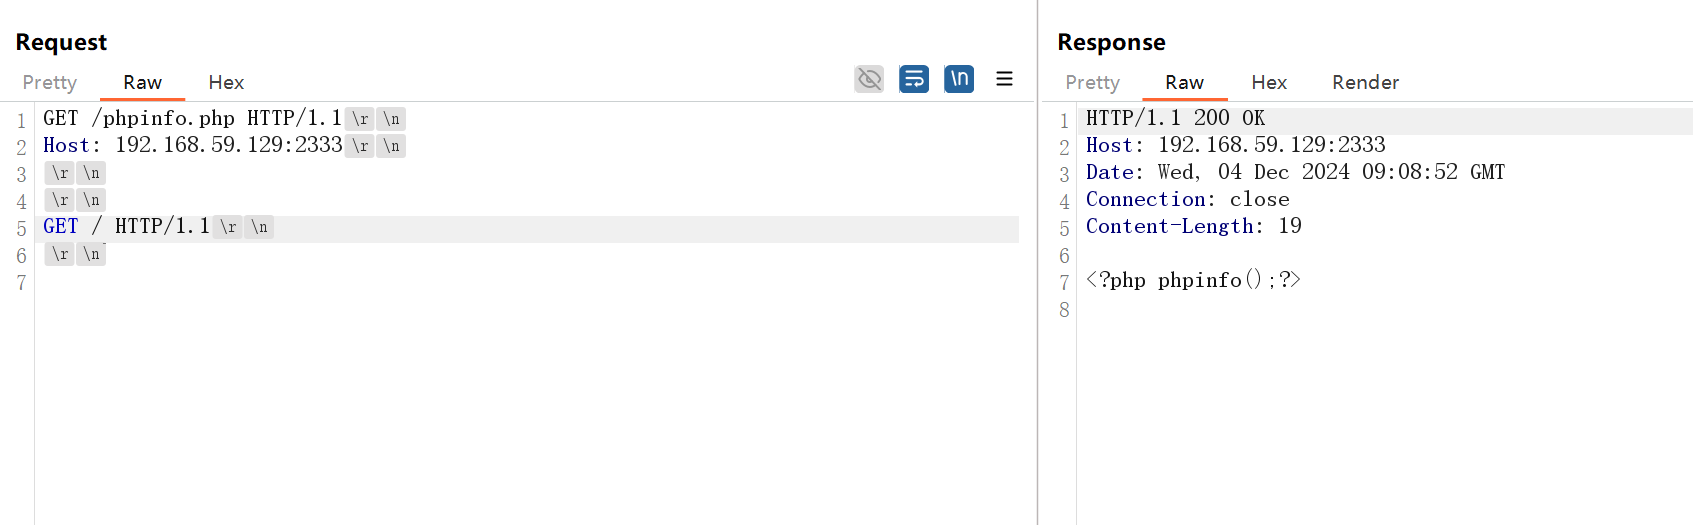 Request
Pretty Raw Hex
\n
1 GET /phpinfo.php HTTP/1.1 \r \n
2 Host: 192.168.59.129:2333 \r \n
3 \r \n
4 \r \n
5 GET / HTTP/1.1 \r \n
6 \r \n
7
Response
Pretty Raw Hex Render
1 HTTP/1.1 200 OK
2 Host: 192.168.59.129:2333
3 Date: Wed, 04 Dec 2024 09:08:52 GMT
4 Connection: close
5 Content-Length: 19
6
7 <?php phpinfo();?>
8